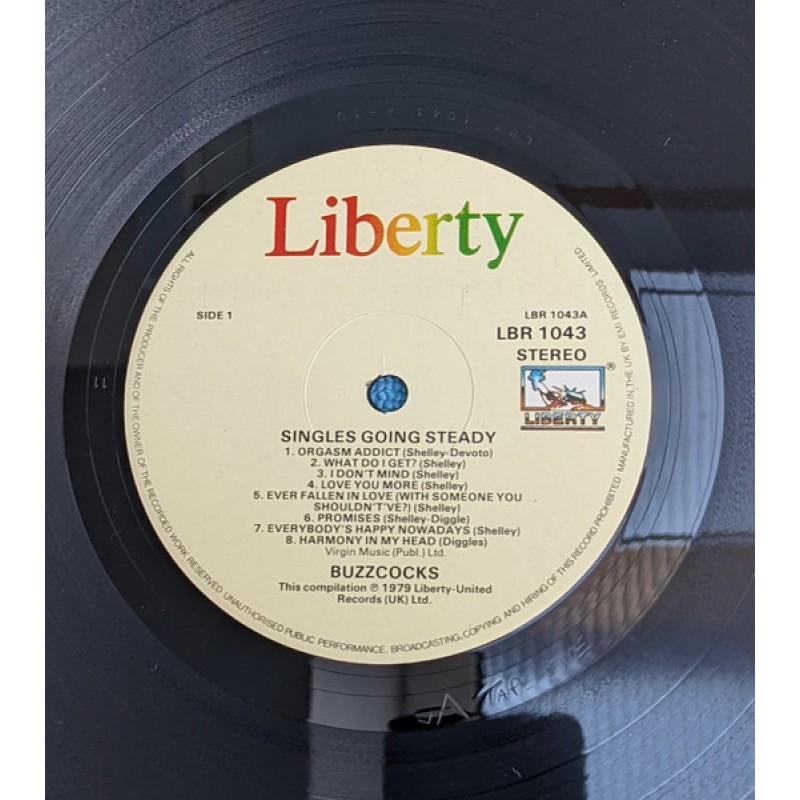 Liberty
SIDE 1
LBR 1043A
LBR 1043
STEREO
LIBERTY
®
SINGLES GOING STEADY
1. ORGASM ADDICT (Shelley-Devoto)
2. WHAT DO I GET? (Shelley)
3. I DON'T MIND (Shelley)
4. LOVE YOU MORE (Shelley)
5. EVER FALLEN IN LOVE (WITH SOMEONE YOU
SHOULDN'T'VE?) (Shelley)
6. PROMISES (Shelley-Diggle)
7. EVERYBODY'S HAPPY NOWADAYS (Shelley)
8. HARMONY IN MY HEAD (Diggles)
Virgin Music (Publ.) Ltd.
BUZZCOCKS
This compilation ℗ 1979 Liberty-United
Records (UK) Ltd.
ALL RIGHTS OF THE PRODUCER AND OF THE OWNER OF THE RECORDED WORK RESERVED. UNAUTHORISED PUBLIC PERFORMANCE, BROADCASTING, COPYING AND HIRING OF THIS RECORD PROHIBITED. MANUFACTURED IN THE UK BY EMI RECORDS LIMITED
11